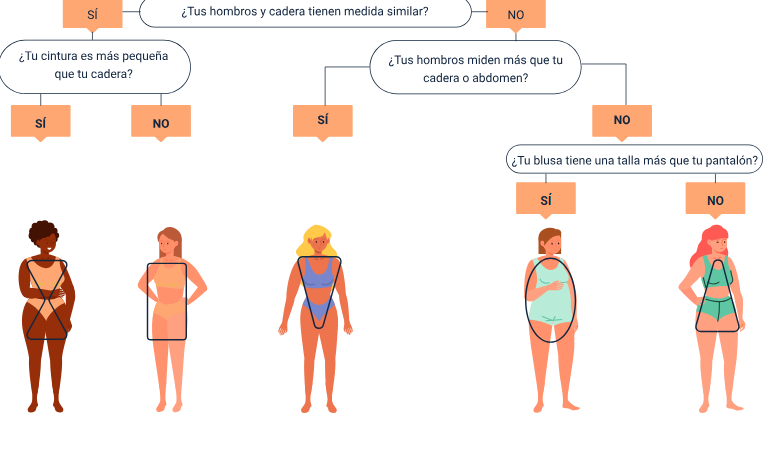 SÍ
¿Tus hombros y cadera tienen medida similar?
NO
¿Tu cintura es más pequeña
que tu cadera?
¿Tus hombros miden más que tu
cadera o abdomen?
SÍ
NO
SÍ
NO
¿Tu blusa tiene una talla más que tu pantalón?
SÍ
NO